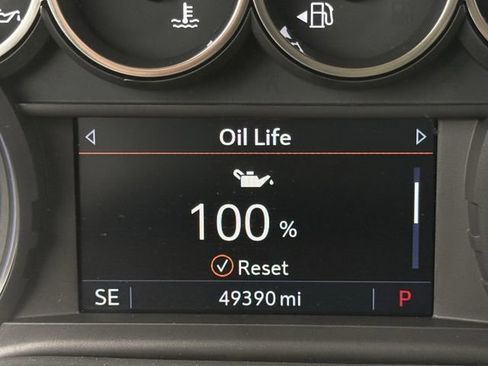 Oil Life
100 %
Reset
SE 49390 mi P